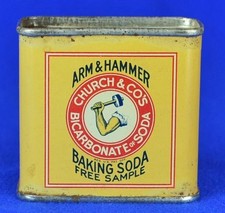 ARM & HAMMER
CHURCH & CO'S
BICARBONATE OF SODA
BAKING SODA
FREE SAMPLE